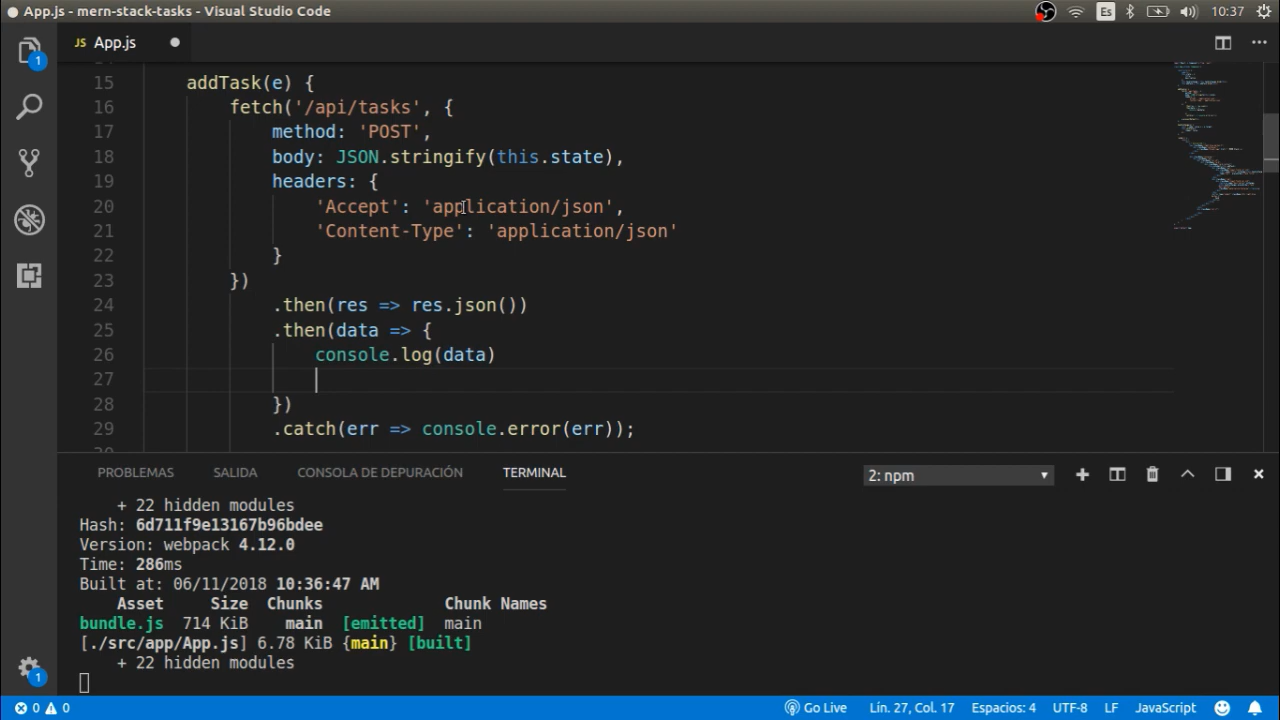 App.js - mern-stack-tasks - Visual Studio Code
Es
10:37
1
JS App.js
15 addTask(e) {
16 fetch('/api/tasks', {
17 method: 'POST',
18 body: JSON.stringify(this.state),
19 headers: {
20 'Accept': 'application/json',
21 'Content-Type': 'application/json'
22 }
23 })
24 .then(res => res.json())
25 .then(data => {
26 console.log(data)
27
28 })
29 .catch(err => console.error(err));
PROBLEMAS SALIDA CONSOLA DE DEPURACIÓN TERMINAL 2: npm
+ 22 hidden modules
Hash: 6d711f9e13167b96bdee
Version: webpack 4.12.0
Time: 286ms
Built at: 06/11/2018 10:36:47 AM
Asset Size Chunks Chunk Names
bundle.js 714 KiB main [emitted] main
[./src/app/App.js] 6.78 KiB {main} [built]
+ 22 hidden modules
1
0 0 Go Live Lín. 27, Col. 17 Espacios: 4 UTF-8 LF JavaScript